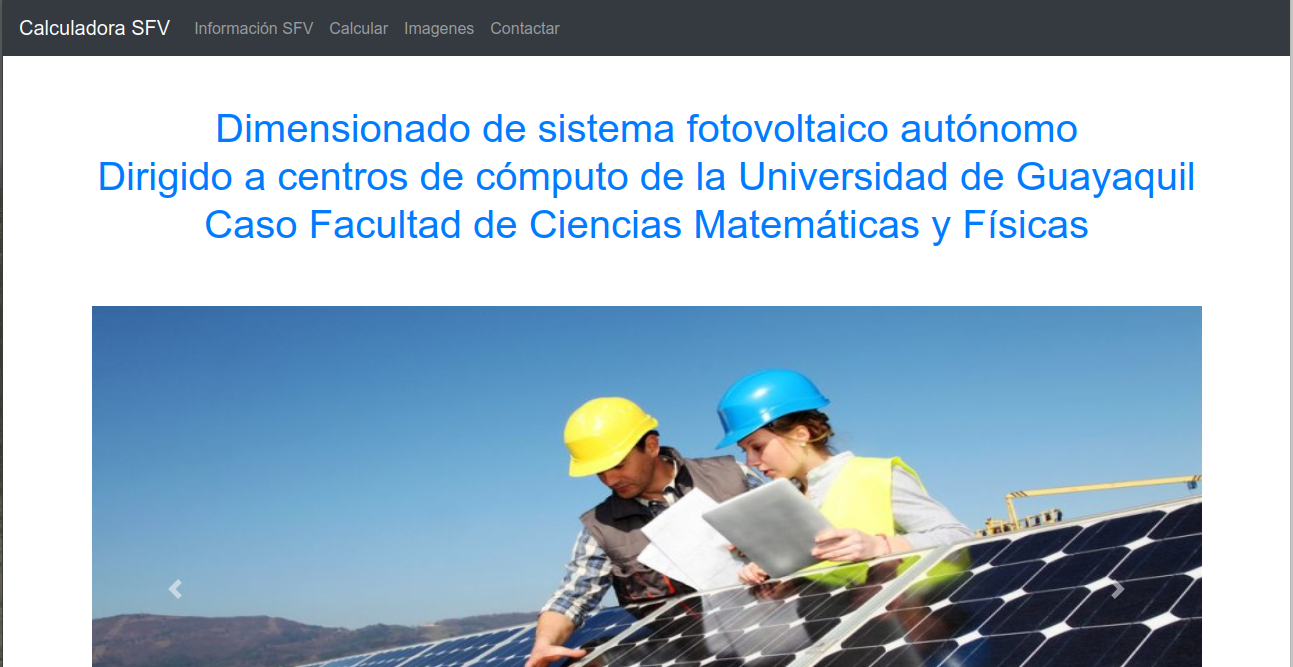 Calculadora SFV Información SFV Calcular Imagenes Contactar
Dimensionado de sistema fotovoltaico autónomo
Dirigido a centros de cómputo de la Universidad de Guayaquil
Caso Facultad de Ciencias Matemáticas y Físicas